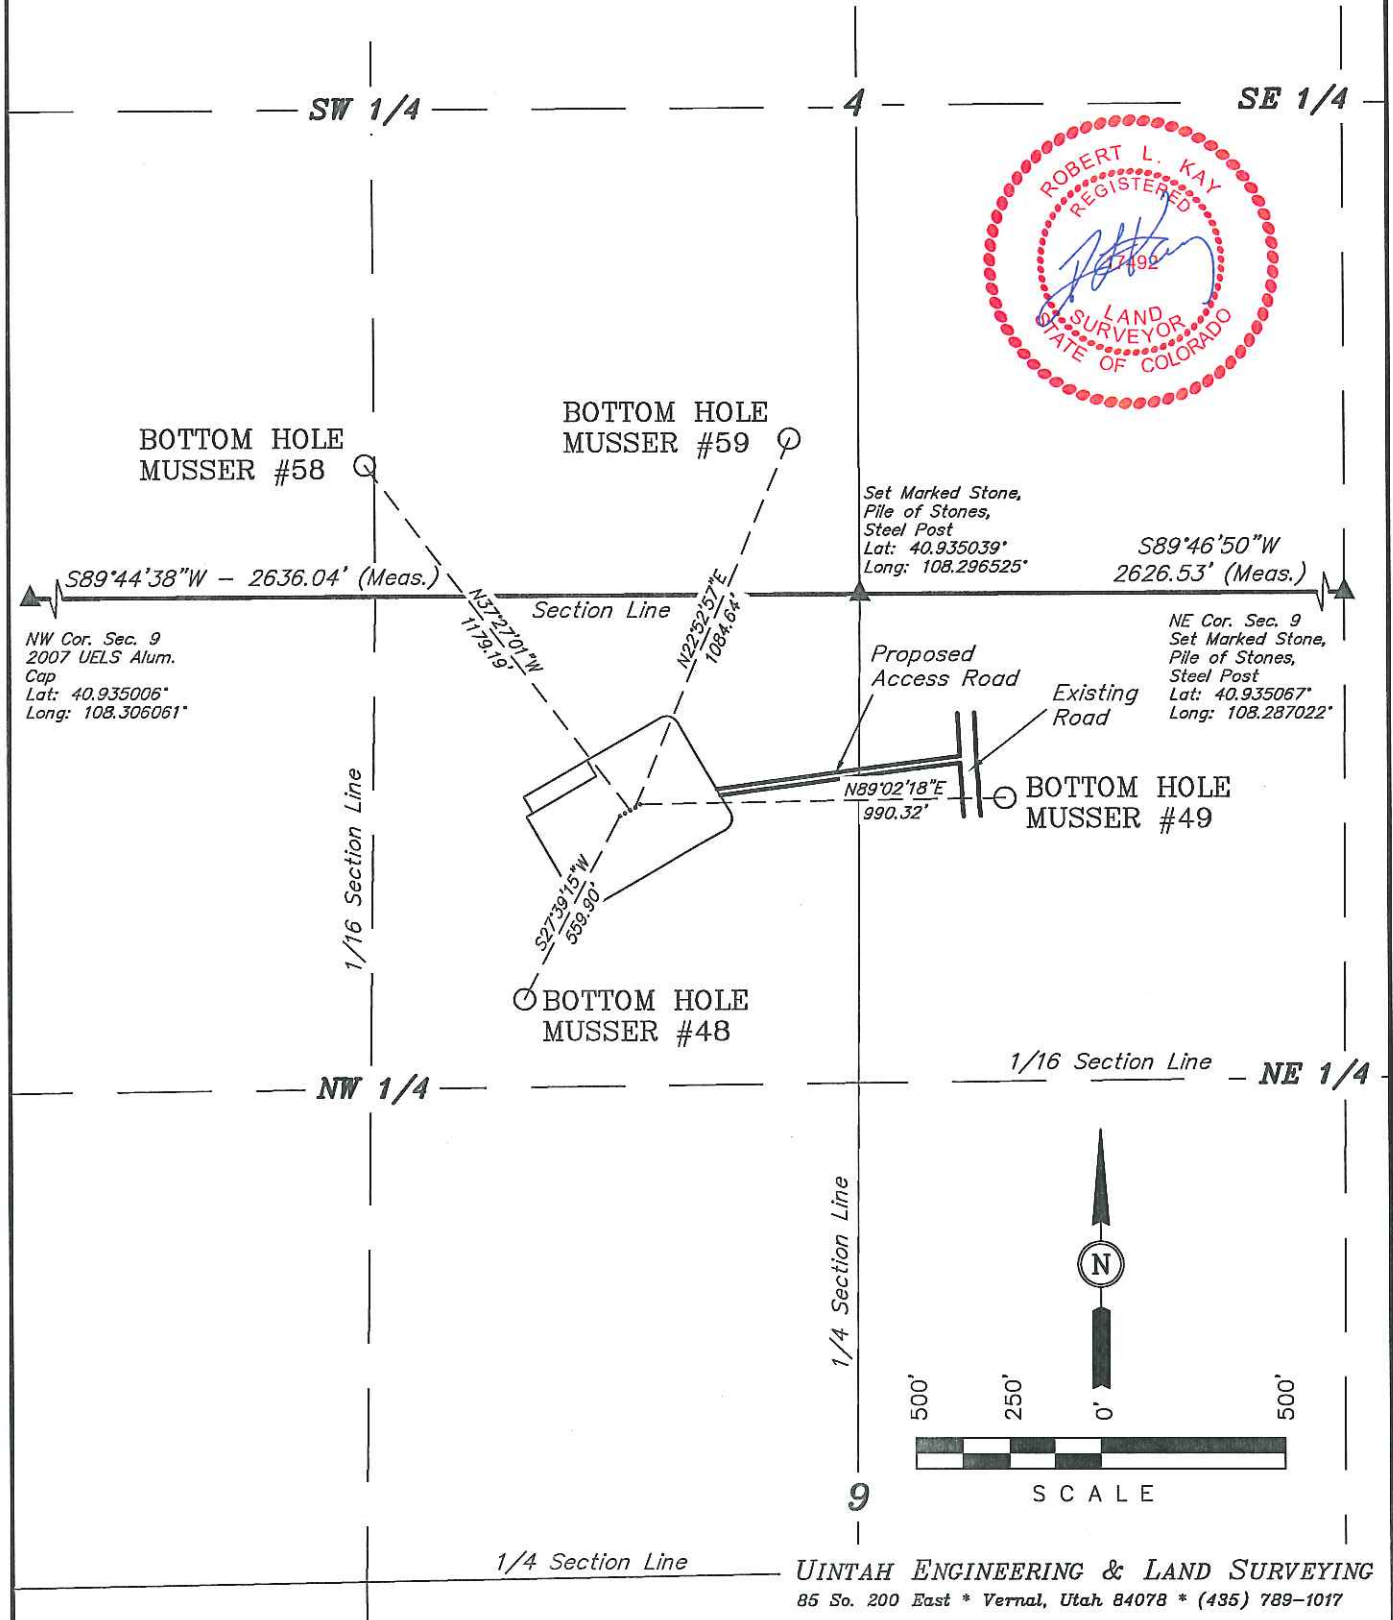 SW 1/4
4
SE 1/4
ROBERT L. KAY
REGISTERED
17492
LAND
SURVEYOR
STATE OF COLORADO
BOTTOM HOLE
MUSSER #58
BOTTOM HOLE
MUSSER #59
Set Marked Stone,
Pile of Stones,
Steel Post
Lat: 40.935039°
Long: 108.296525°
S89°44'38"W - 2636.04' (Meas.)
S89°46'50"W
2626.53' (Meas.)
Section Line
NW Cor. Sec. 9
2007 UELS Alum.
Cap
Lat: 40.935006°
Long: 108.306061°
N37°27'01"W
1179.19'
N22°52'57"E
1084.64'
NE Cor. Sec. 9
Set Marked Stone,
Pile of Stones,
Steel Post
Lat: 40.935067°
Long: 108.287022°
Proposed
Access Road
Existing
Road
N89°02'18"E
990.32'
BOTTOM HOLE
MUSSER #49
1/16 Section Line
S27°39'15"W
559.90'
BOTTOM HOLE
MUSSER #48
1/16 Section Line
NW 1/4
NE 1/4
1/4 Section Line
N
500'
250'
0'
500'
SCALE
9
1/4 Section Line
UINTAH ENGINEERING & LAND SURVEYING
85 So. 200 East * Vernal, Utah 84078 * (435) 789-1017